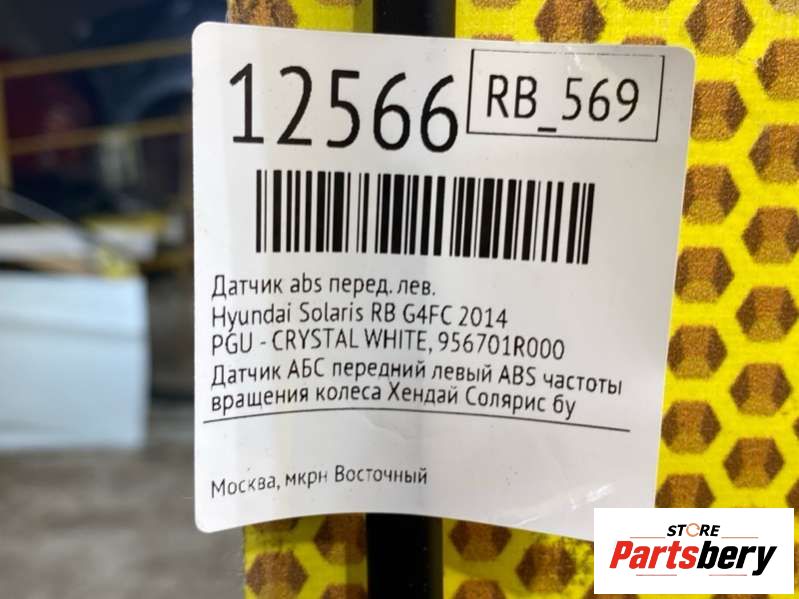 12566
RB_569
Датчик abs перед. лев.
Hyundai Solaris RB G4FC 2014
PGU - CRYSTAL WHITE, 956701R000
Датчик АБС передний левый ABS частоты
вращения колеса Хендай Солярис бу
Москва, мкрн Восточный
STORE
Partsbery